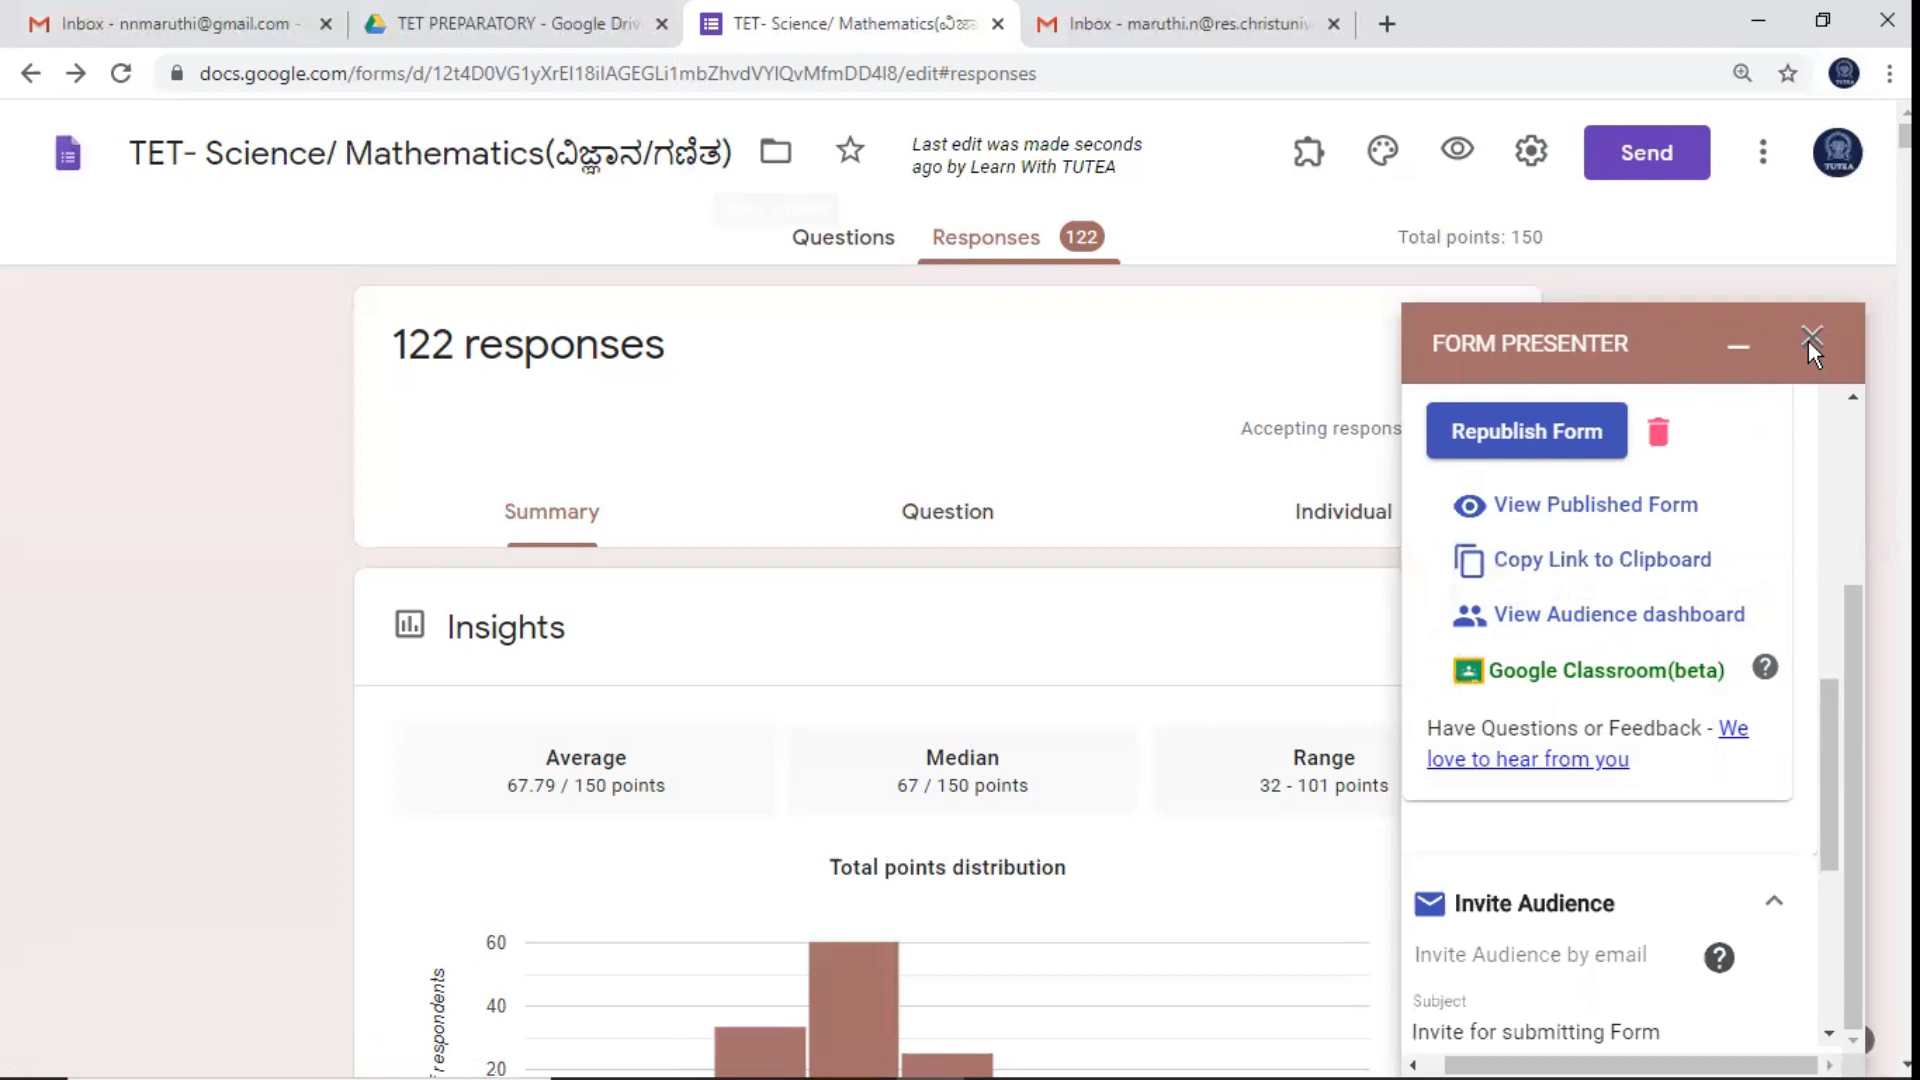 Inbox - nnmaruthi@gmail.com -
TET PREPARATORY - Google Driv
TET- Science/ Mathematics(ವಿಜ್ಞಾ
Inbox - maruthi.n@res.christuniv
docs.google.com/forms/d/12t4D0VG1yXrEI18iIAGEGLi1mbZhvdVYIQvMfmDD4I8/edit#responses
TET- Science/ Mathematics(ವಿಜ್ಞಾನ/ಗಣಿತ)
Last edit was made seconds
ago by Learn With TUTEA
Send
TUTEA
Questions
Responses 122
Total points: 150
122 responses
Accepting respons
Summary
Question
Individual
Insights
Average
67.79 / 150 points
Median
67 / 150 points
Range
32 - 101 points
Total points distribution
60
40
20
respondents
FORM PRESENTER
Republish Form
View Published Form
Copy Link to Clipboard
View Audience dashboard
Google Classroom(beta)
Have Questions or Feedback - We
love to hear from you
Invite Audience
Invite Audience by email
Subject
Invite for submitting Form